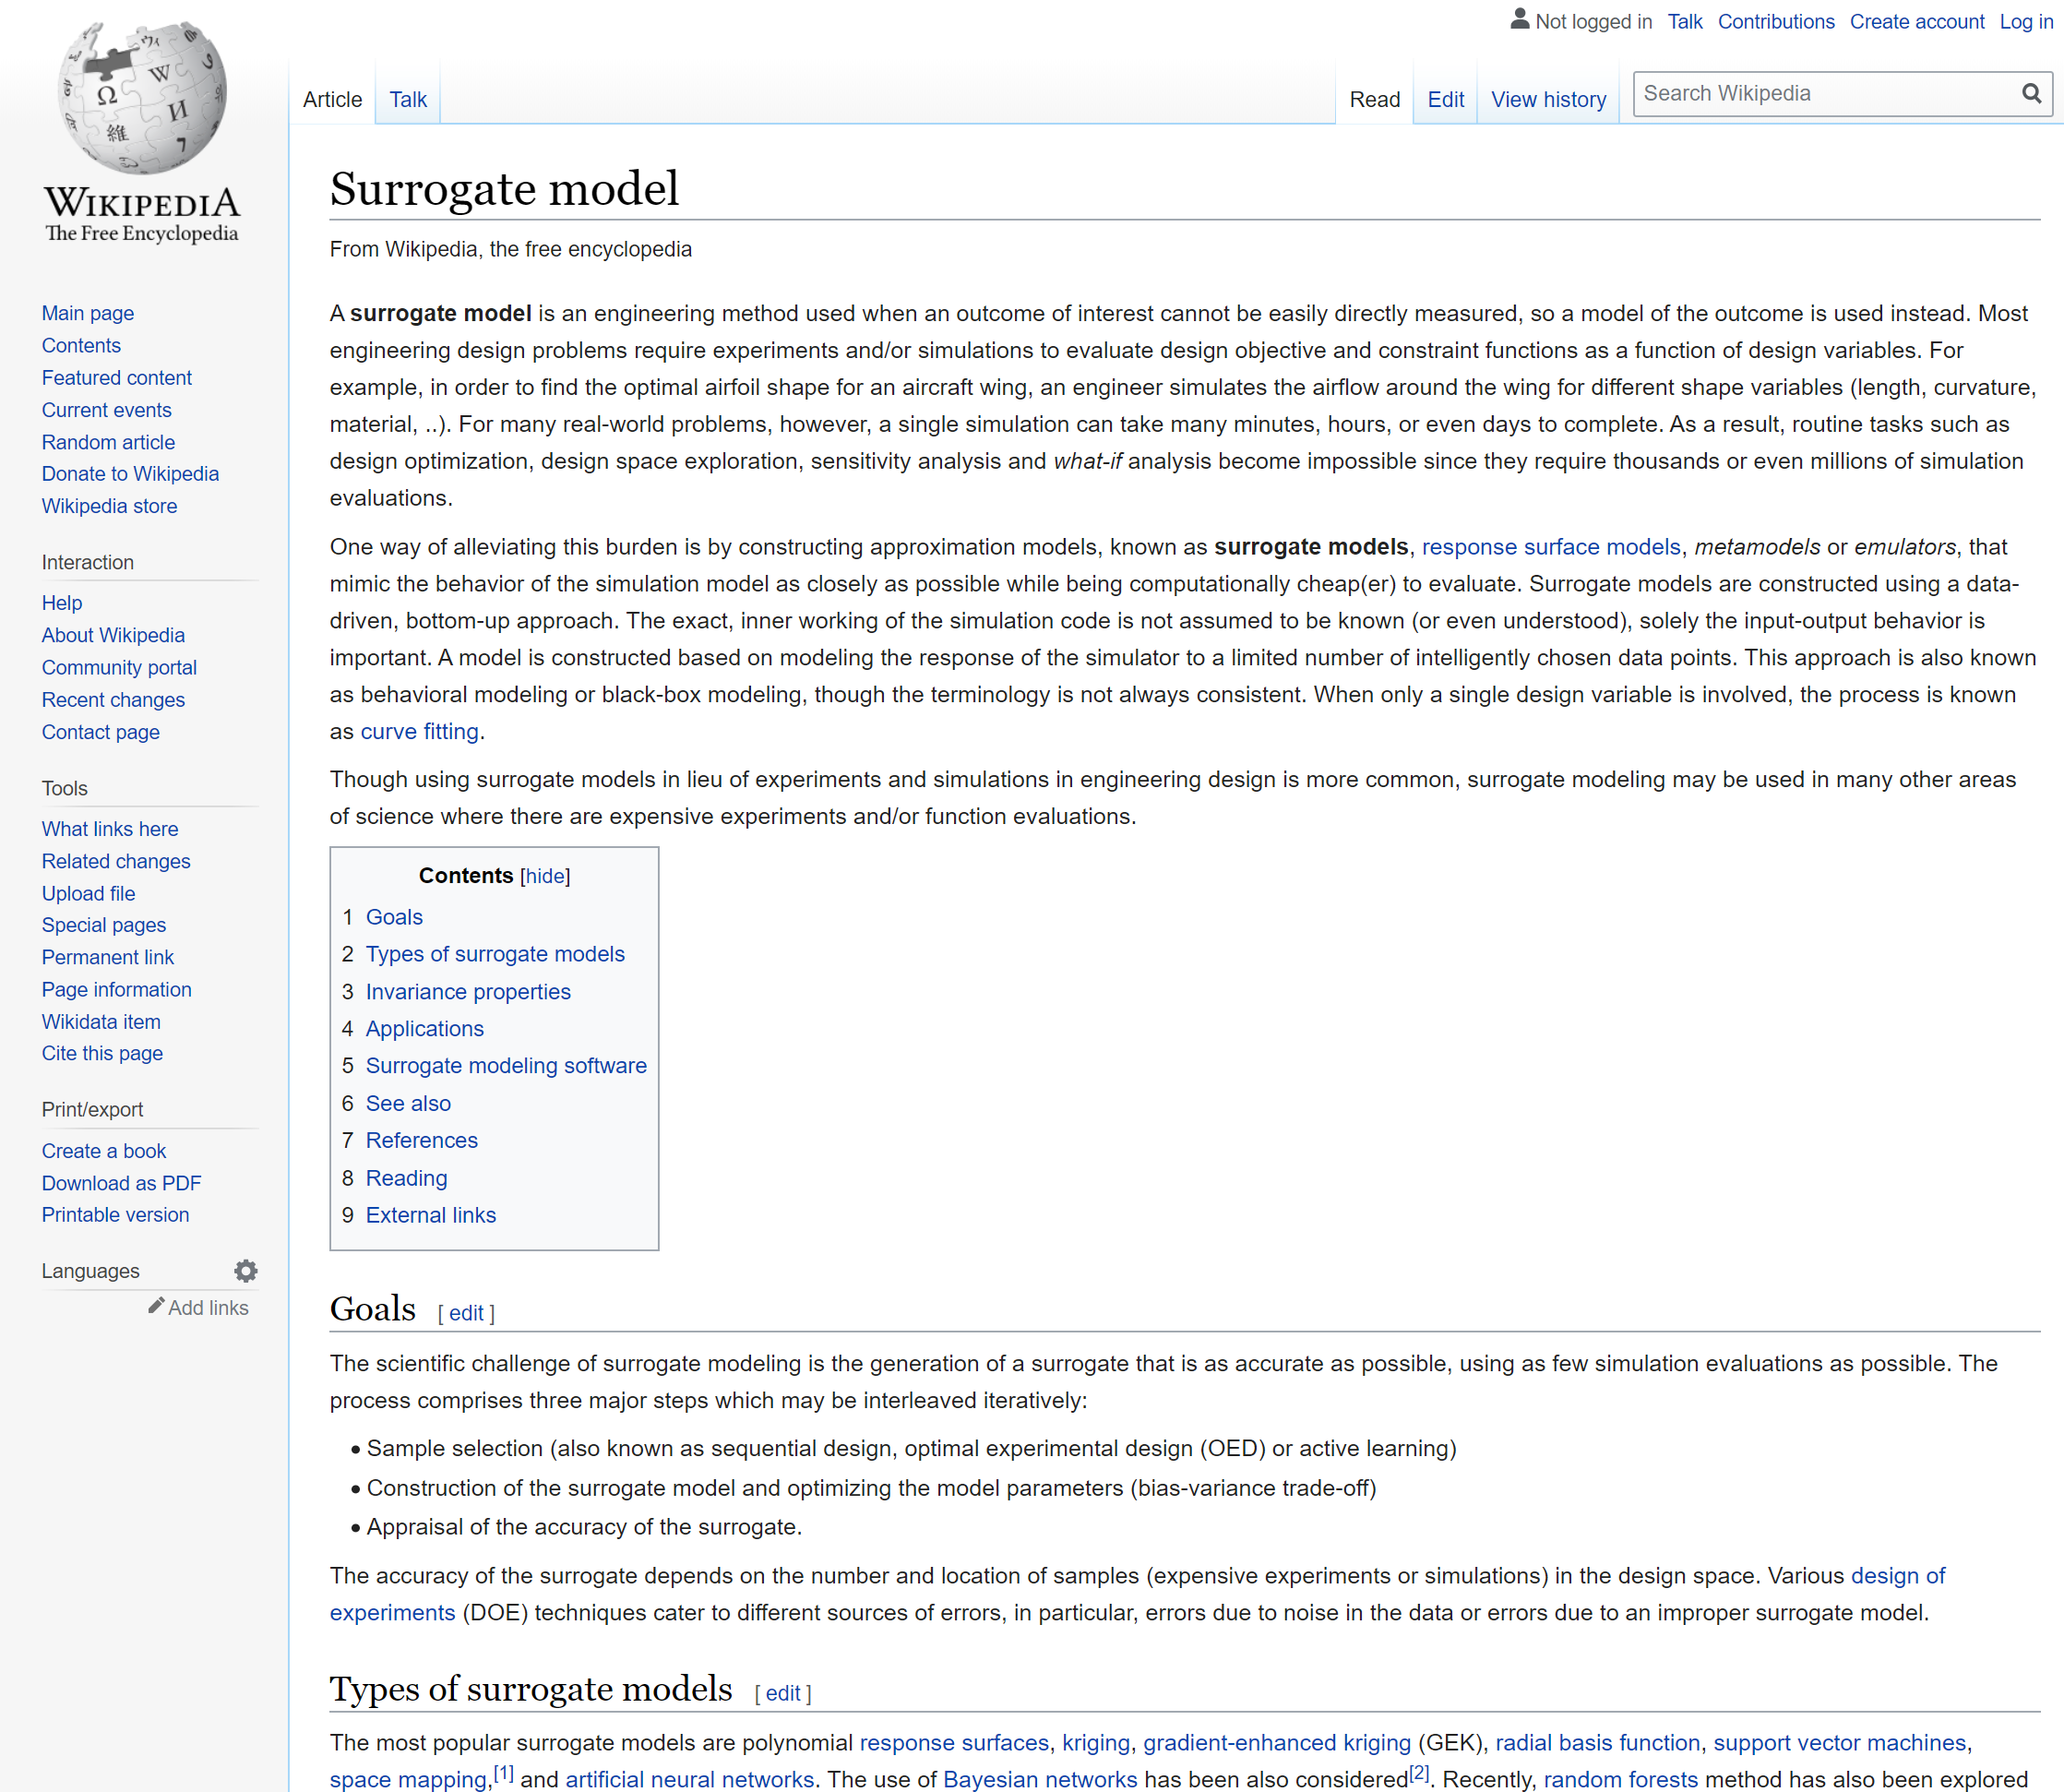 Not logged in Talk Contributions Create account Log in
Article Talk Read Edit View history Search Wikipedia
WIKIPEDIA
The Free Encyclopedia
Main page
Contents
Featured content
Current events
Random article
Donate to Wikipedia
Wikipedia store
Interaction
Help
About Wikipedia
Community portal
Recent changes
Contact page
Tools
What links here
Related changes
Upload file
Special pages
Permanent link
Page information
Wikidata item
Cite this page
Print/export
Create a book
Download as PDF
Printable version
Languages
Add links
Surrogate model
From Wikipedia, the free encyclopedia
A surrogate model is an engineering method used when an outcome of interest cannot be easily directly measured, so a model of the outcome is used instead. Most
engineering design problems require experiments and/or simulations to evaluate design objective and constraint functions as a function of design variables. For
example, in order to find the optimal airfoil shape for an aircraft wing, an engineer simulates the airflow around the wing for different shape variables (length, curvature,
material, ..). For many real-world problems, however, a single simulation can take many minutes, hours, or even days to complete. As a result, routine tasks such as
design optimization, design space exploration, sensitivity analysis and what-if analysis become impossible since they require thousands or even millions of simulation
evaluations.
One way of alleviating this burden is by constructing approximation models, known as surrogate models, response surface models, metamodels or emulators, that
mimic the behavior of the simulation model as closely as possible while being computationally cheap(er) to evaluate. Surrogate models are constructed using a data-
driven, bottom-up approach. The exact, inner working of the simulation code is not assumed to be known (or even understood), solely the input-output behavior is
important. A model is constructed based on modeling the response of the simulator to a limited number of intelligently chosen data points. This approach is also known
as behavioral modeling or black-box modeling, though the terminology is not always consistent. When only a single design variable is involved, the process is known
as curve fitting.
Though using surrogate models in lieu of experiments and simulations in engineering design is more common, surrogate modeling may be used in many other areas
of science where there are expensive experiments and/or function evaluations.
Contents [hide]
1 Goals
2 Types of surrogate models
3 Invariance properties
4 Applications
5 Surrogate modeling software
6 See also
7 References
8 Reading
9 External links
Goals [ edit ]
The scientific challenge of surrogate modeling is the generation of a surrogate that is as accurate as possible, using as few simulation evaluations as possible. The
process comprises three major steps which may be interleaved iteratively:
• Sample selection (also known as sequential design, optimal experimental design (OED) or active learning)
• Construction of the surrogate model and optimizing the model parameters (bias-variance trade-off)
• Appraisal of the accuracy of the surrogate.
The accuracy of the surrogate depends on the number and location of samples (expensive experiments or simulations) in the design space. Various design of
experiments (DOE) techniques cater to different sources of errors, in particular, errors due to noise in the data or errors due to an improper surrogate model.
Types of surrogate models [ edit ]
The most popular surrogate models are polynomial response surfaces, kriging, gradient-enhanced kriging (GEK), radial basis function, support vector machines,
space mapping,[1] and artificial neural networks. The use of Bayesian networks has been also considered[2]. Recently, random forests method has also been explored